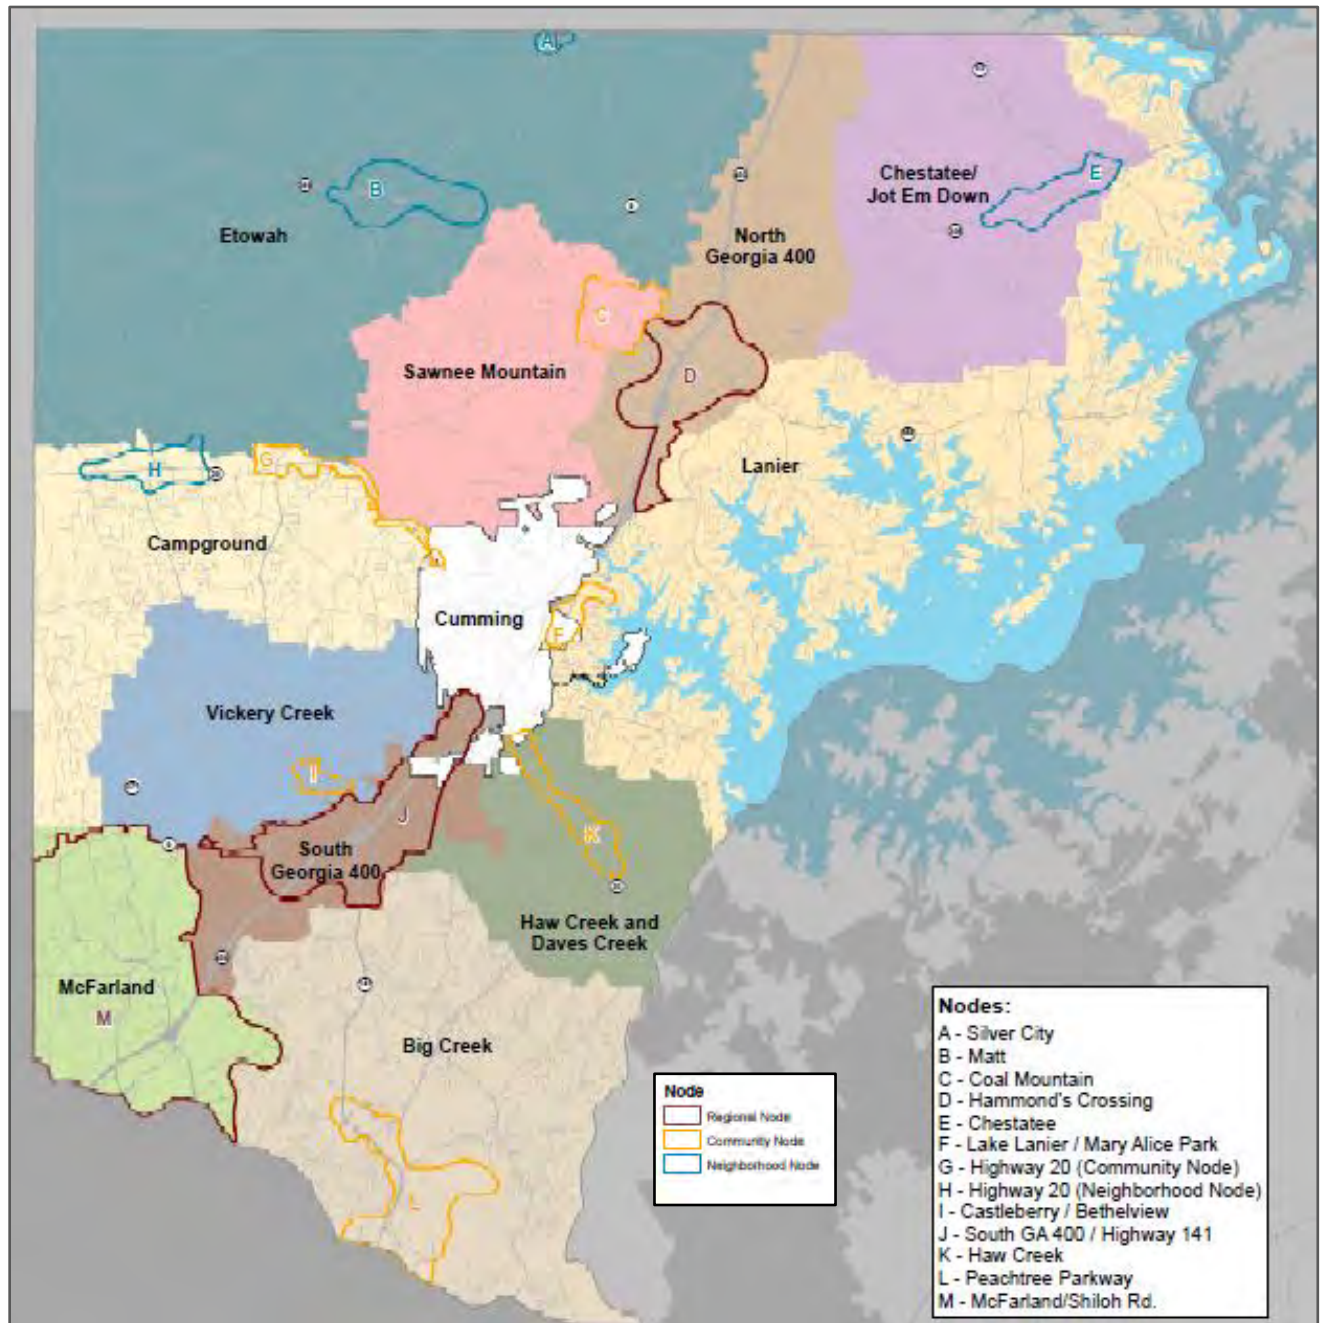 A
B
Etowah
Chestatee/
Jot Em Down
E
North
Georgia 400
C
Sawnee Mountain
D
H
G
Lanier
Campground
Cumming
F
Vickery Creek
I
J
South
Georgia 400
K
Haw Creek and
Daves Creek
McFarland
M
Big Creek
L
Node
Regional Node
Community Node
Neighborhood Node
Nodes:
A - Silver City
B - Matt
C - Coal Mountain
D - Hammond's Crossing
E - Chestatee
F - Lake Lanier / Mary Alice Park
G - Highway 20 (Community Node)
H - Highway 20 (Neighborhood Node)
I - Castleberry / Bethelview
J - South GA 400 / Highway 141
K - Haw Creek
L - Peachtree Parkway
M - McFarland/Shiloh Rd.